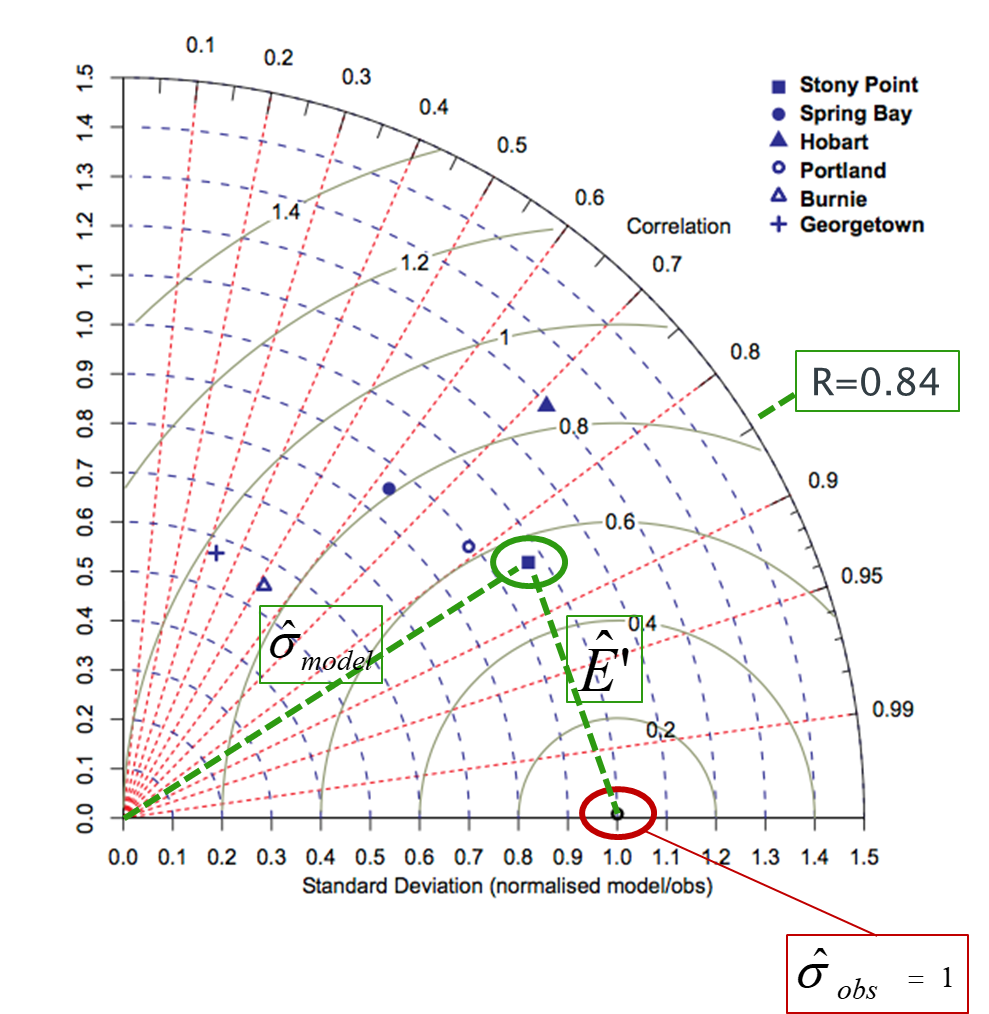 0.1
0.2
0.3
0.4
0.5
0.6
0.7
0.8
0.9
0.95
0.99
Correlation
Stony Point
Spring Bay
Hobart
Portland
Burnie
Georgetown
R=0.84
1.5
1.4
1.3
1.2
1.1
1.0
0.9
0.8
0.7
0.6
0.5
0.4
0.3
0.2
0.1
0.0
1.4
1.2
1
0.8
0.6
0.4
0.2
σ̂ model
Ê'
0.0 0.1 0.2 0.3 0.4 0.5 0.6 0.7 0.8 0.9 1.0 1.1 1.2 1.3 1.4 1.5
Standard Deviation (normalised model/obs)
σ̂ obs = 1